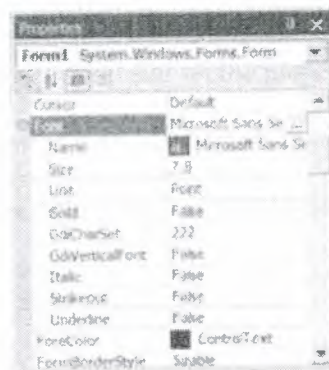 Properties
Form1 System.Windows.Forms.Form
Cursor Default
Font Microsoft Sans Se ...
Name Microsoft Sans Se
Size 7.8
Unit Point
Bold False
GdiCharSet 222
GdiVerticalFont False
Italic False
Strikeout False
Underline False
ForeColor ControlText
FormBorderStyle Sizable